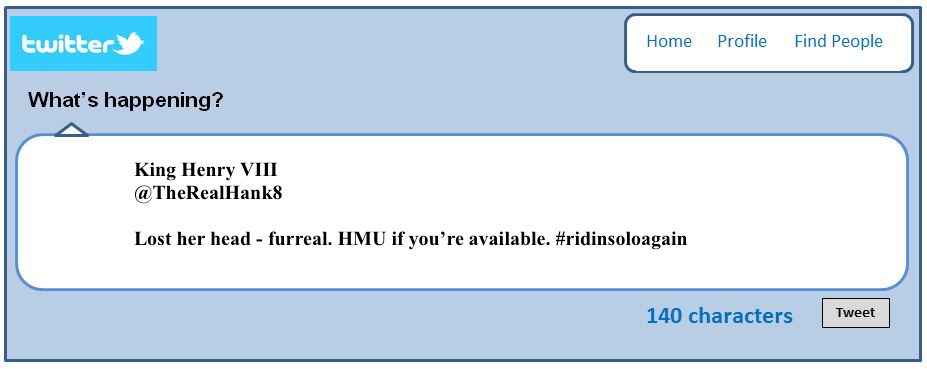 twitter
Home Profile Find People
What's happening?
King Henry VIII
@TheRealHank8
Lost her head - furreal. HMU if you’re available. #ridinsoloagain
140 characters Tweet